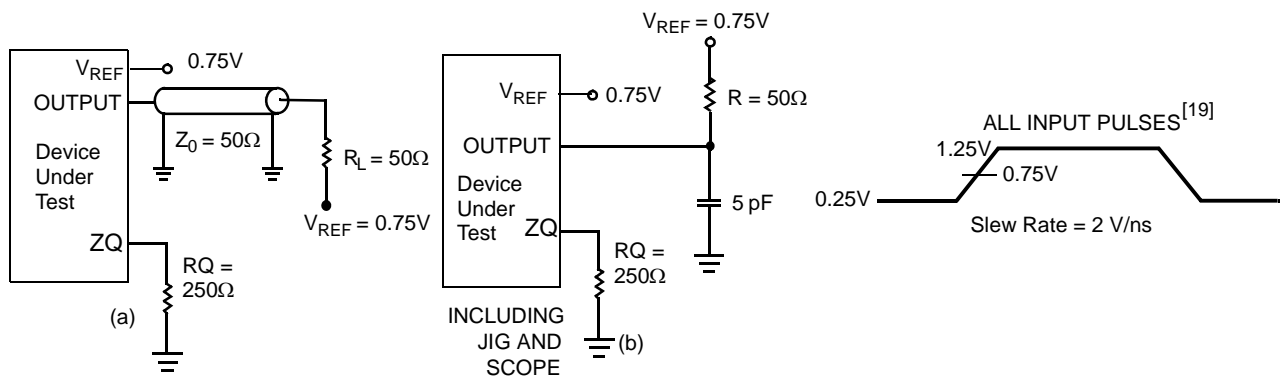 V_REF 0.75V
OUTPUT
Z_0 = 50Ω
Device
Under
Test
R_L = 50Ω
V_REF = 0.75V
ZQ
RQ =
250Ω
(a)
V_REF = 0.75V
V_REF
0.75V
R = 50Ω
OUTPUT
Device
Under
Test
5 pF
ZQ
RQ =
250Ω
INCLUDING
JIG AND
SCOPE
(b)
ALL INPUT PULSES[19]
1.25V
0.75V
0.25V
Slew Rate = 2 V/ns